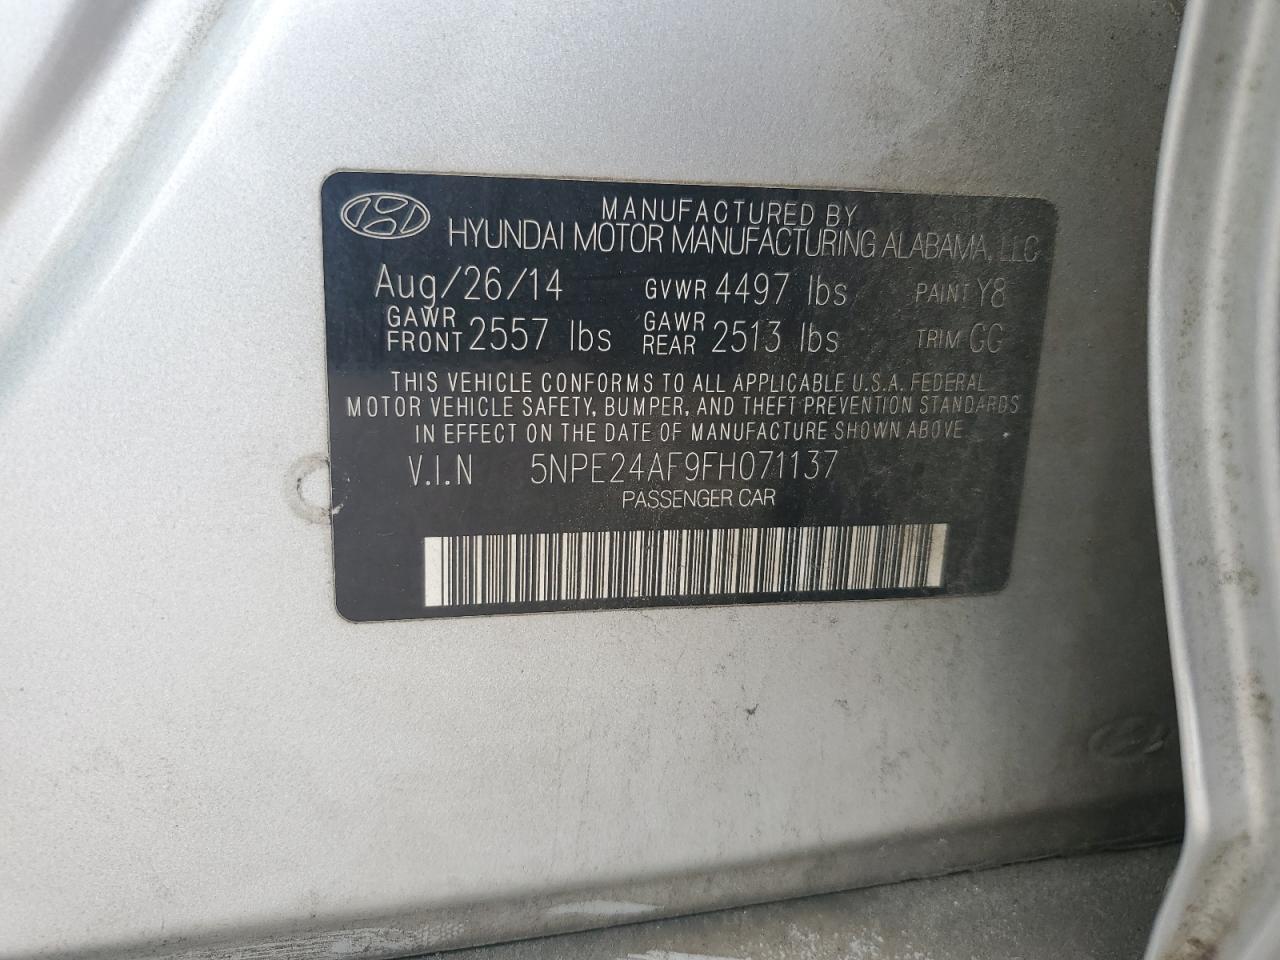 MANUFACTURED BY
HYUNDAI MOTOR MANUFACTURING ALABAMA, LLC
Aug/26/14 GVWR 4497 lbs PAINT Y8
GAWR FRONT 2557 lbs GAWR REAR 2513 lbs TRIM GG
THIS VEHICLE CONFORMS TO ALL APPLICABLE U.S.A. FEDERAL
MOTOR VEHICLE SAFETY, BUMPER, AND THEFT PREVENTION STANDARDS
IN EFFECT ON THE DATE OF MANUFACTURE SHOWN ABOVE
V.I.N 5NPE24AF9FH071137
PASSENGER CAR